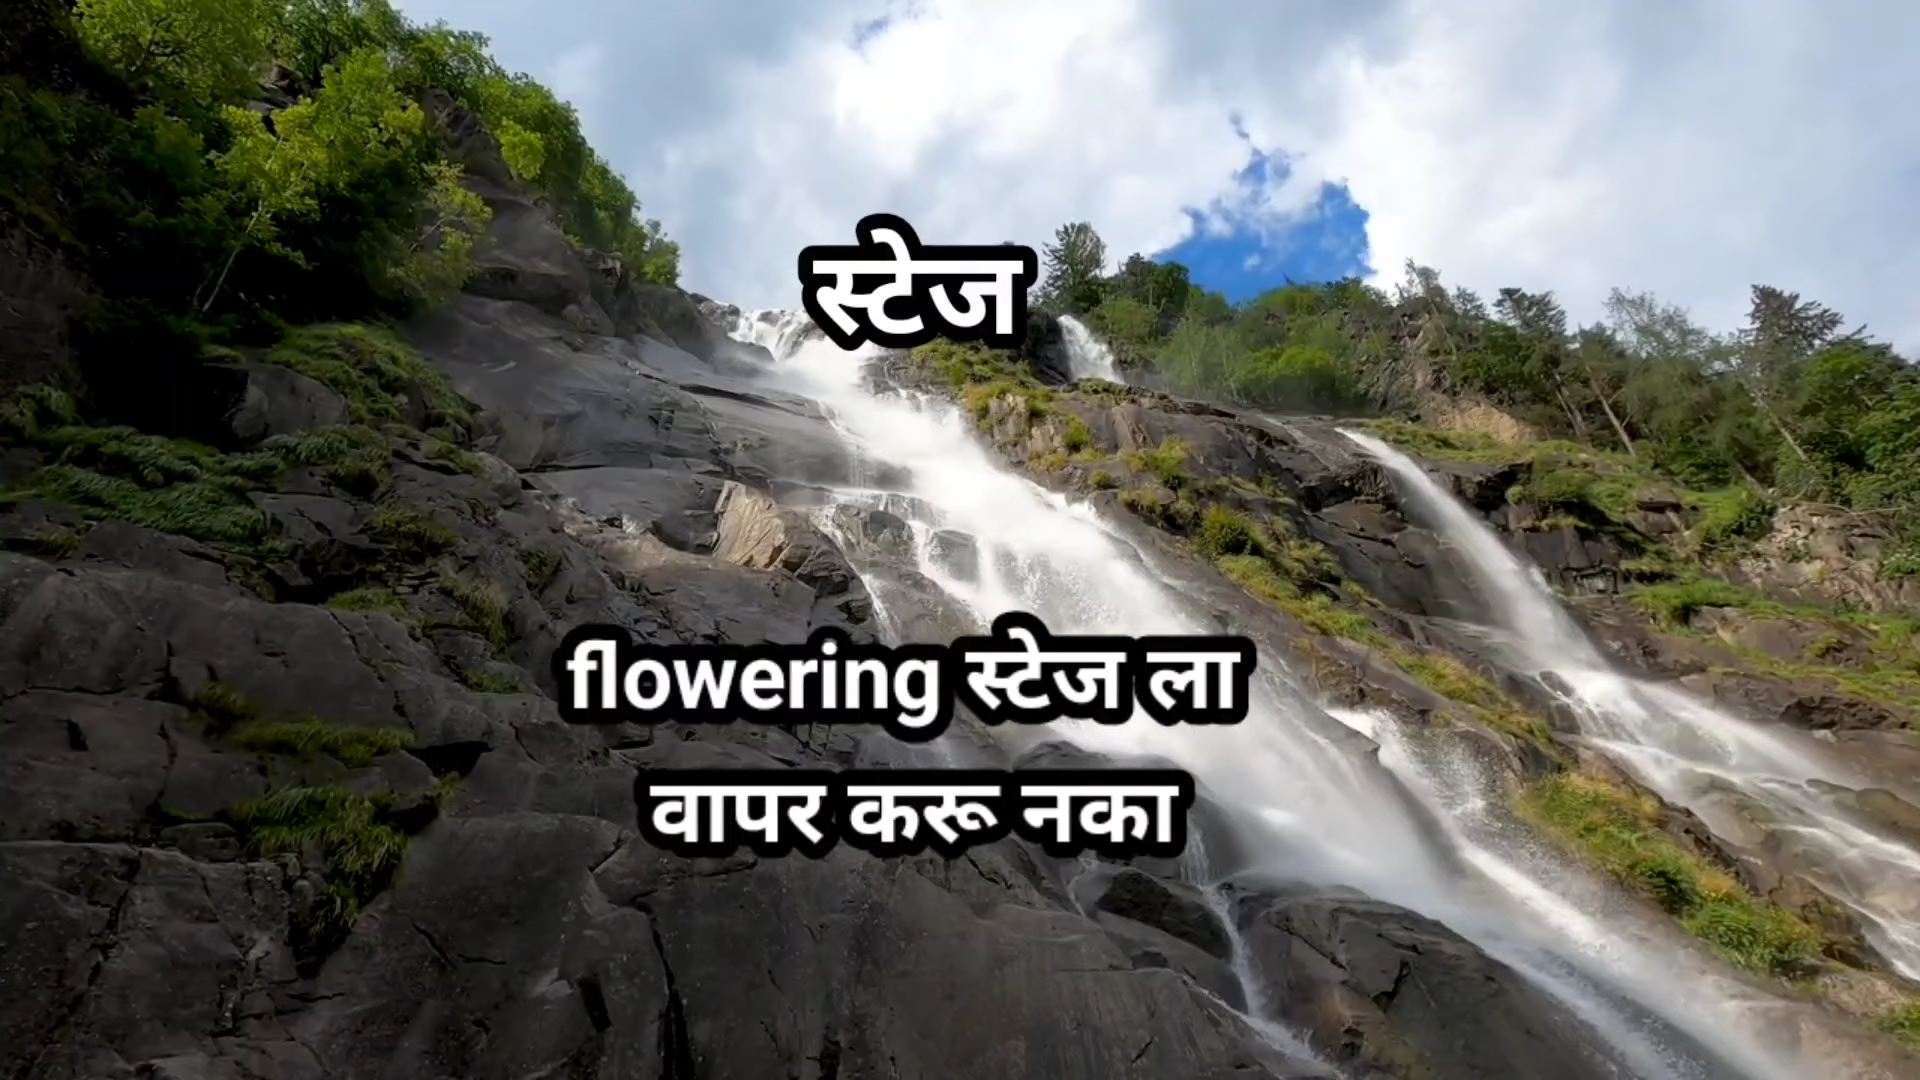 स्टेज
flowering स्टेज ला
वापर करू नका